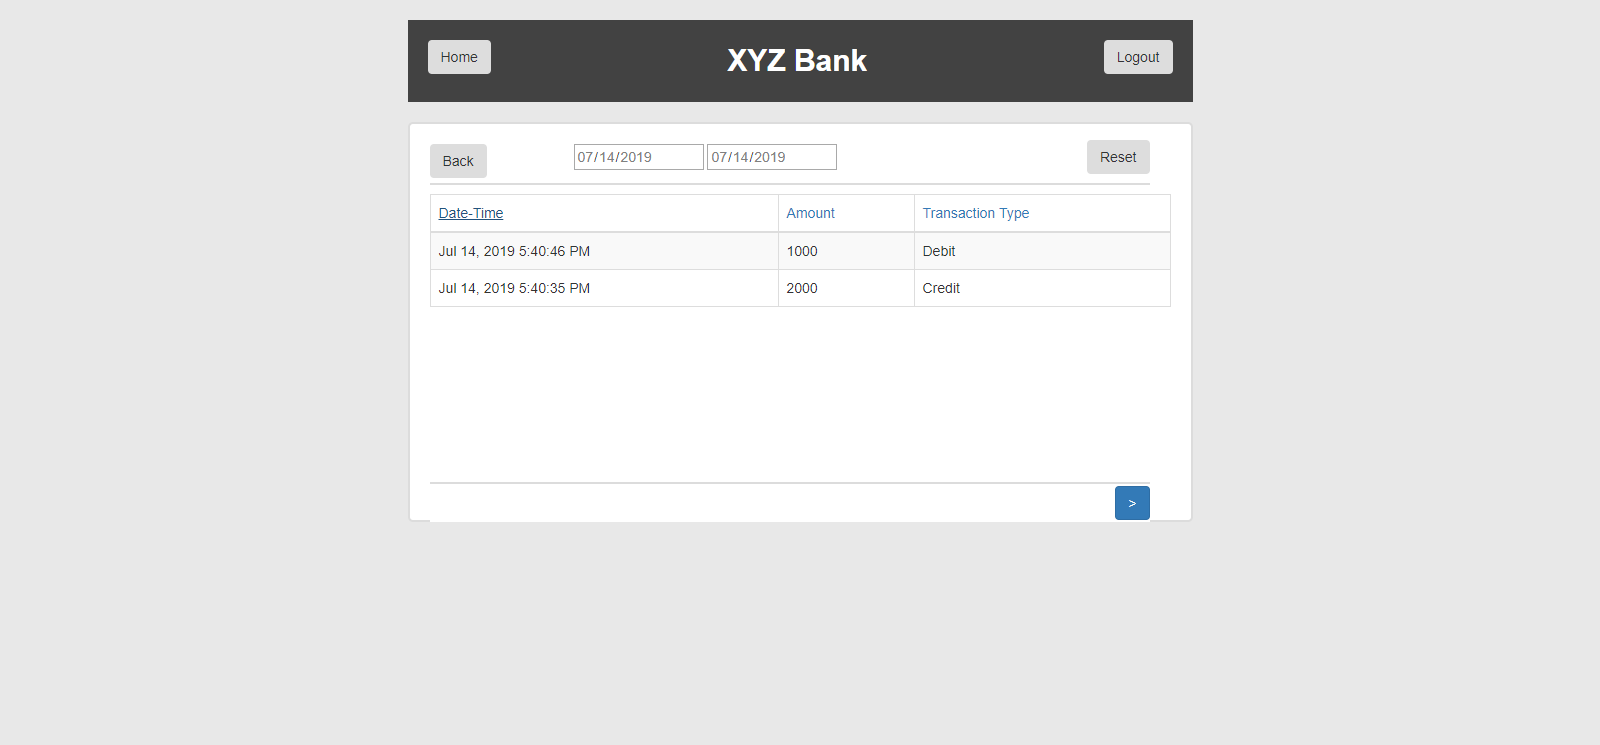 Home XYZ Bank Logout
Back 07/14/2019 07/14/2019 Reset
Date-Time Amount Transaction Type
Jul 14, 2019 5:40:46 PM 1000 Debit
Jul 14, 2019 5:40:35 PM 2000 Credit
>